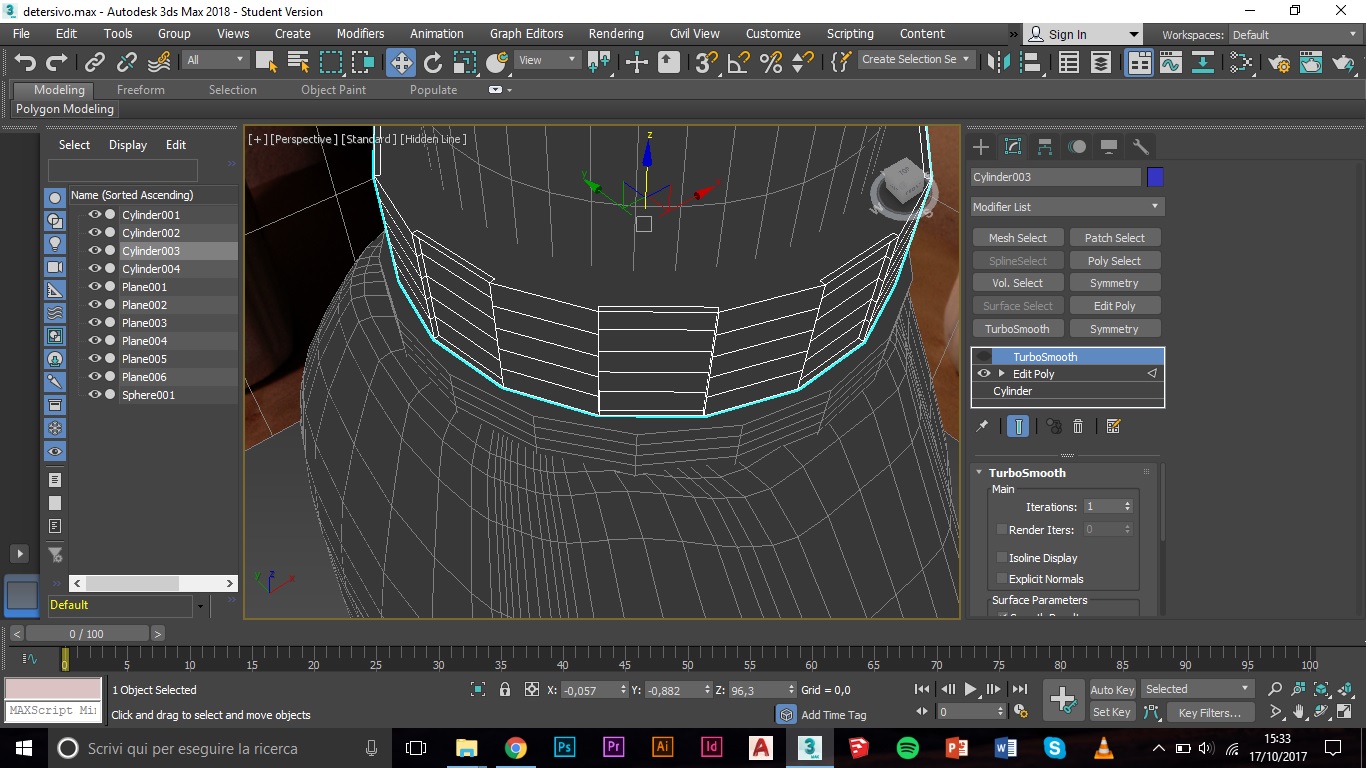 detersivo.max - Autodesk 3ds Max 2018 - Student Version
File Edit Tools Group Views Create Modifiers Animation Graph Editors Rendering Civil View Customize Scripting Content » Sign In Workspaces: Default
All View Create Selection Se
Modeling Freeform Selection Object Paint Populate
Polygon Modeling
Select Display Edit
Name (Sorted Ascending)
Cylinder001
Cylinder002
Cylinder003
Cylinder004
Plane001
Plane002
Plane003
Plane004
Plane005
Plane006
Sphere001
Default
[+] [Perspective] [Standard] [Hidden Line]
z
y
x
TOP
W
S
y z x
Cylinder003
Modifier List
Mesh Select Patch Select
SplineSelect Poly Select
Vol. Select Symmetry
Surface Select Edit Poly
TurboSmooth Symmetry
TurboSmooth
Edit Poly
Cylinder
TurboSmooth
Main
Iterations: 1
Render Iters: 0
Isoline Display
Explicit Normals
Surface Parameters
< 0 / 100 >
0 5 10 15 20 25 30 35 40 45 50 55 60 65 70 75 80 85 90 95 100
1 Object Selected X: -0,057 Y: -0,882 Z: 96,3 Grid = 0,0 Auto Key Selected
MAXScript Mi Click and drag to select and move objects Add Time Tag 0 Set Key Key Filters...
Scrivi qui per eseguire la ricerca
Ps Pr Ai Id A 3 MAX P W S
15:33
17/10/2017